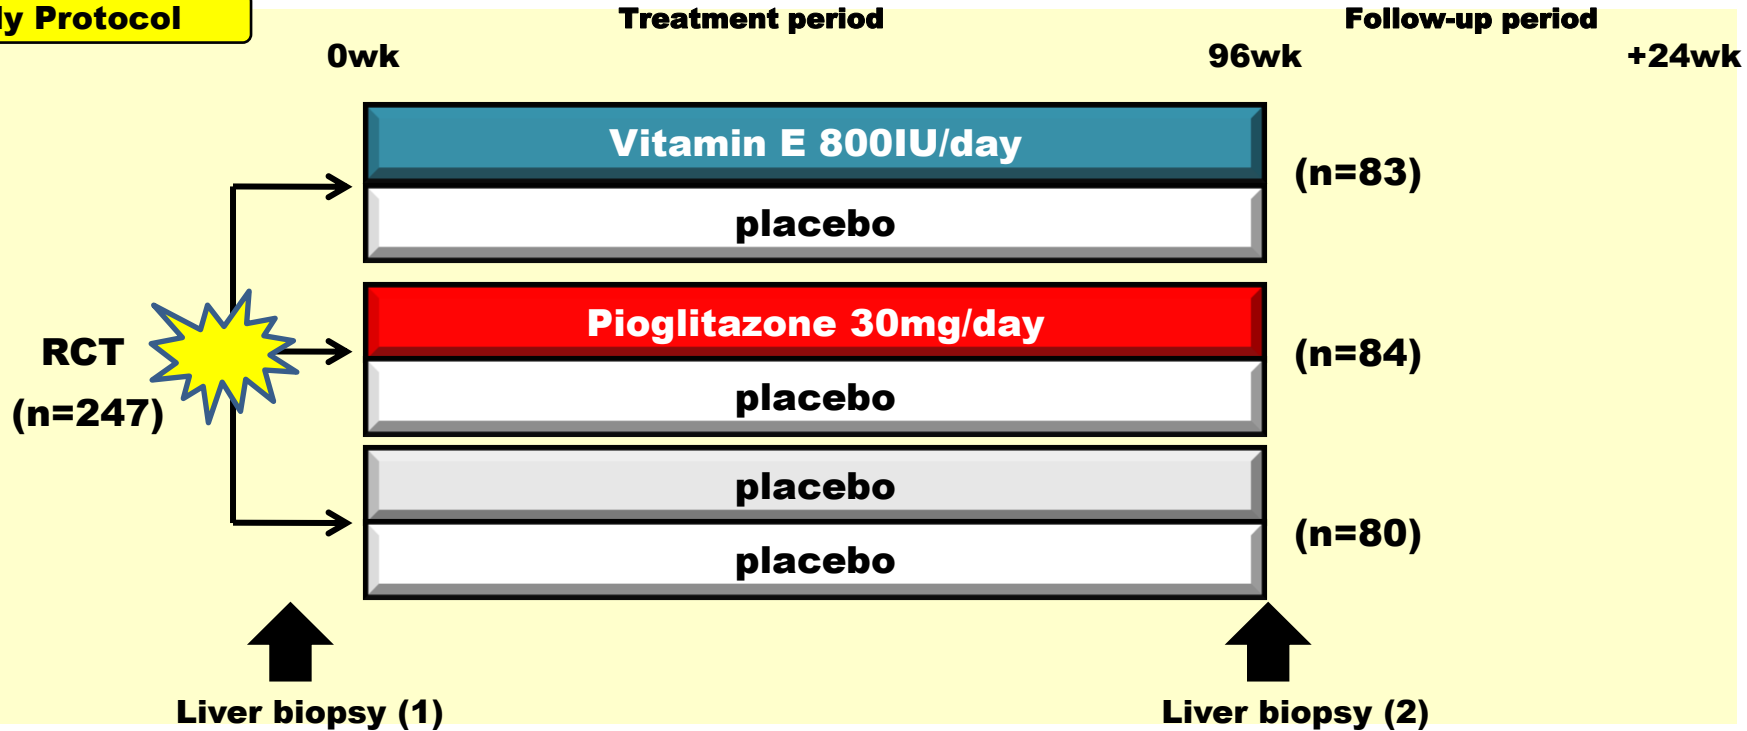 y Protocol
Treatment period
Follow-up period
0wk
96wk
+24wk
Vitamin E 800IU/day
(n=83)
placebo
Pioglitazone 30mg/day
(n=84)
RCT
(n=247)
placebo
placebo
(n=80)
placebo
Liver biopsy (1)
Liver biopsy (2)